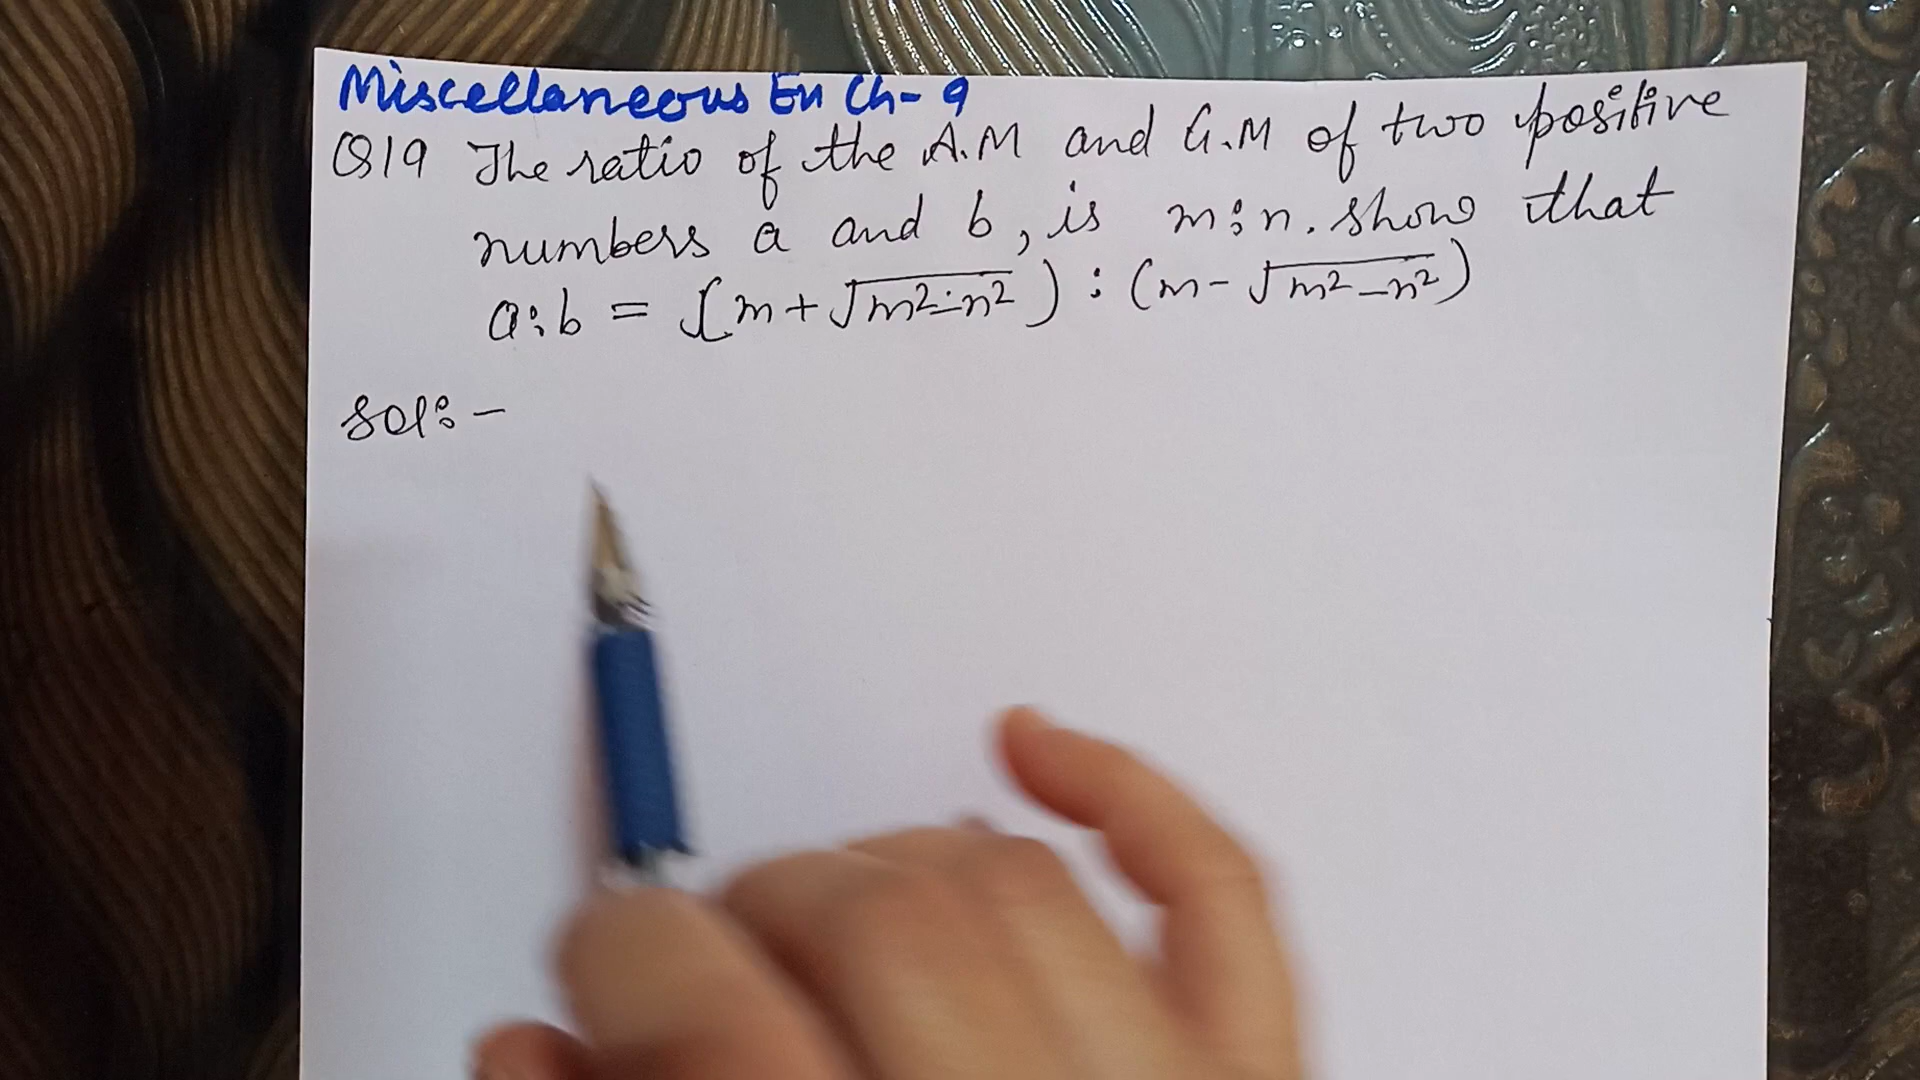 Miscellaneous Ex Ch-9
Q19 The ratio of the A.M and G.M of two positive
numbers a and b, is m:n. show that
a:b = (m+√m²-n²) : (m-√m²-n²)
sol:-